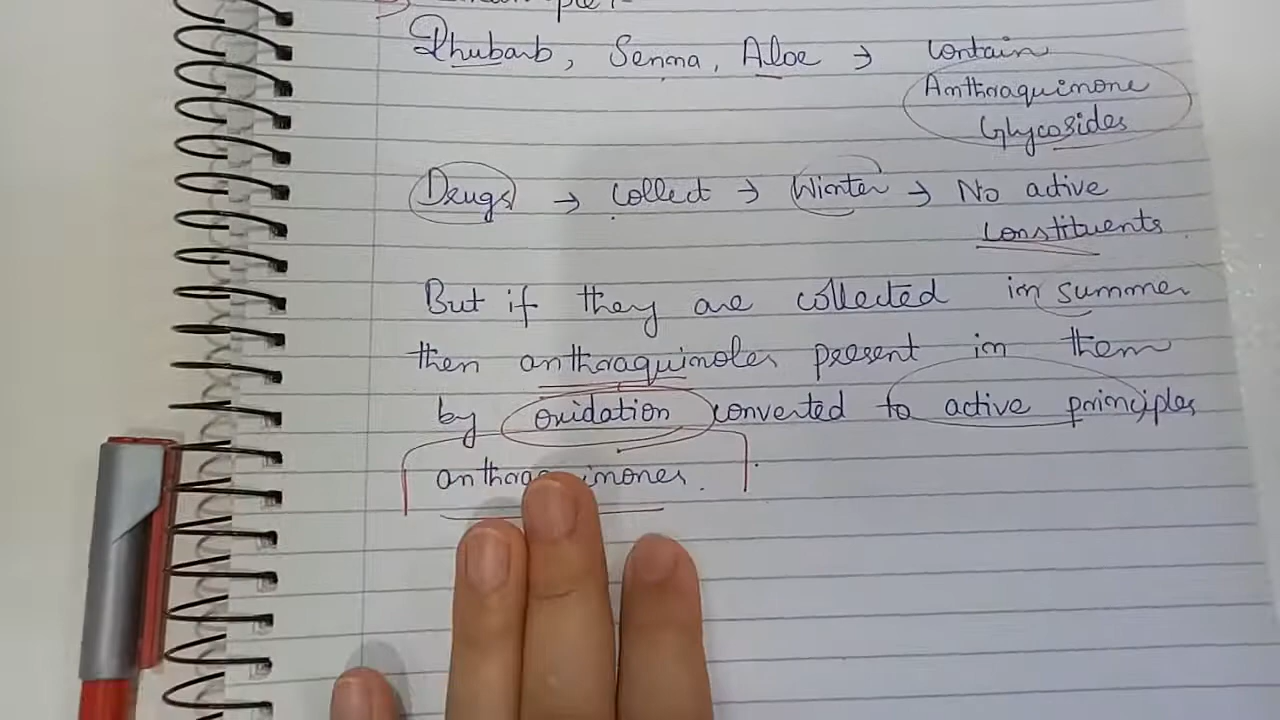 Rhubarb, Senna, Aloe → contain
Anthraquinone
Glycosides
Drugs → collect → Winter → No active
constituents
But if they are collected in summer
then anthraquinoles present in them
by oxidation converted to active principles